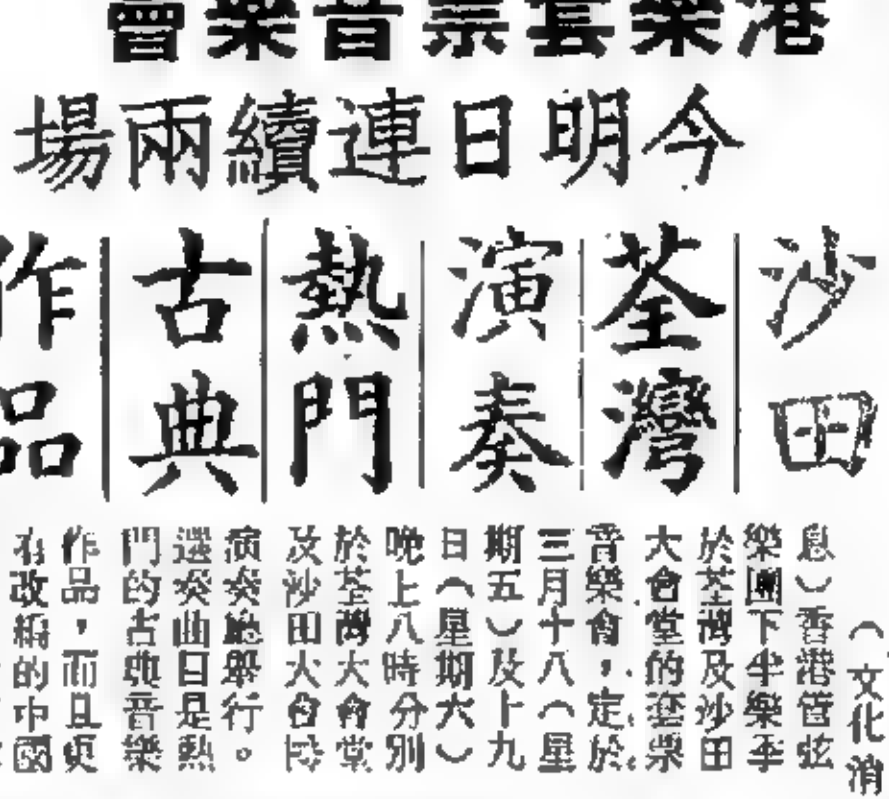 港樂套票音樂會
今明日連續兩場
沙田
荃灣
演奏
熱門
古典
作品
（文化消
息）香港管弦
樂團下半樂季
於荃灣及沙田
大會堂的套票
音樂會，定於
三月十八（星
期五）及十九
日（星期六）
晚上八時分別
於荃灣大會堂
及沙田大會堂
演奏廳舉行。
選奏曲目是熱
門的古典音樂
作品，而且更
有改編的中國